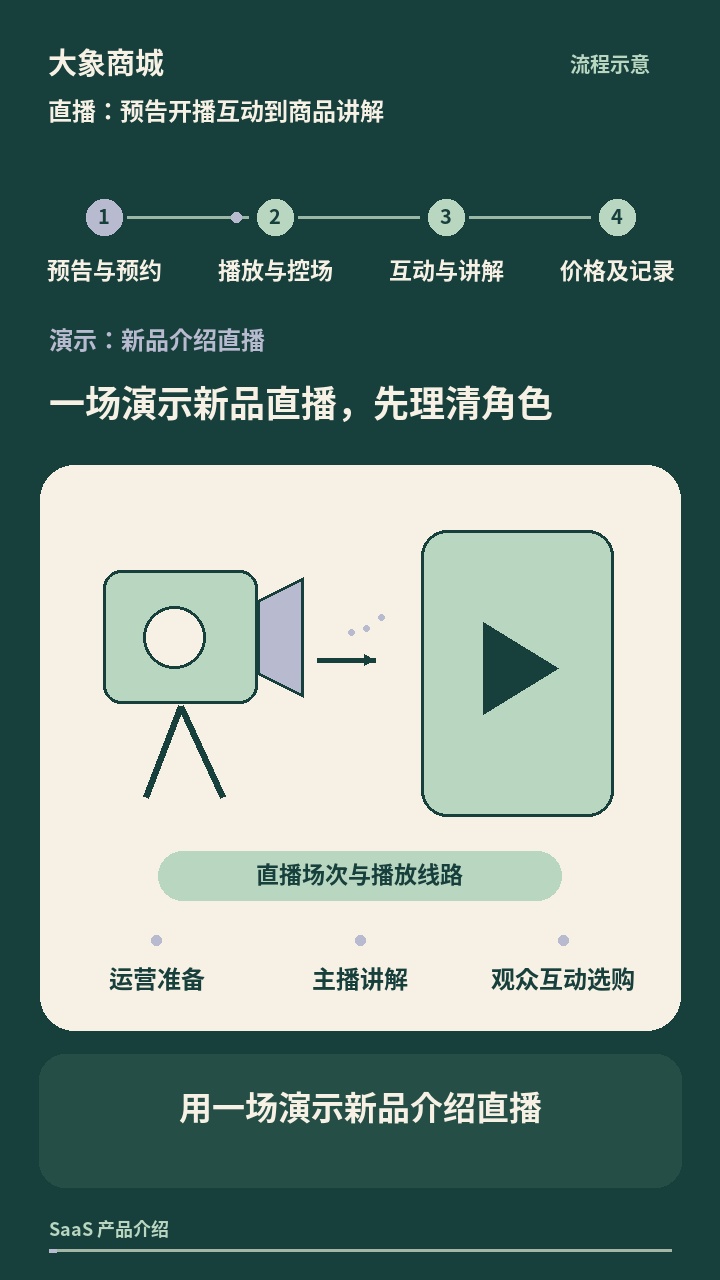 大象商城
流程示意
直播：预告开播互动到商品讲解
1
2
3
4
预告与预约
播放与控场
互动与讲解
价格及记录
演示：新品介绍直播
一场演示新品直播，先理清角色
直播场次与播放线路
运营准备
主播讲解
观众互动选购
用一场演示新品介绍直播
SaaS 产品介绍